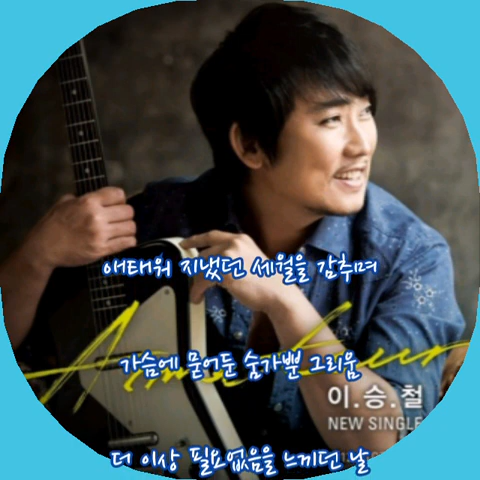 애태워 지냈던 세월을 감추며
가슴에 묻어둔 숨가쁜 그리움
이.승.철
NEW SINGLE
더 이상 필요없음을 느끼던 날